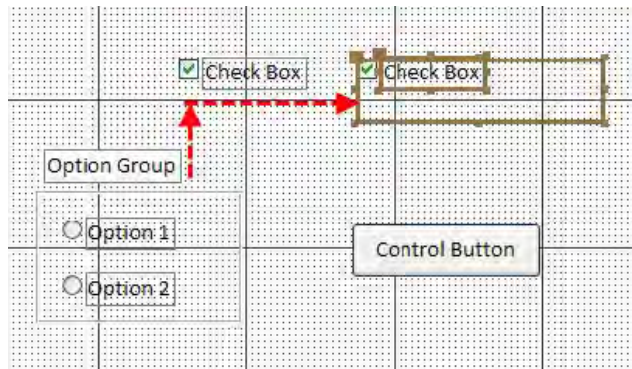 Check Box
Check Box
Option Group
Option 1
Control Button
Option 2